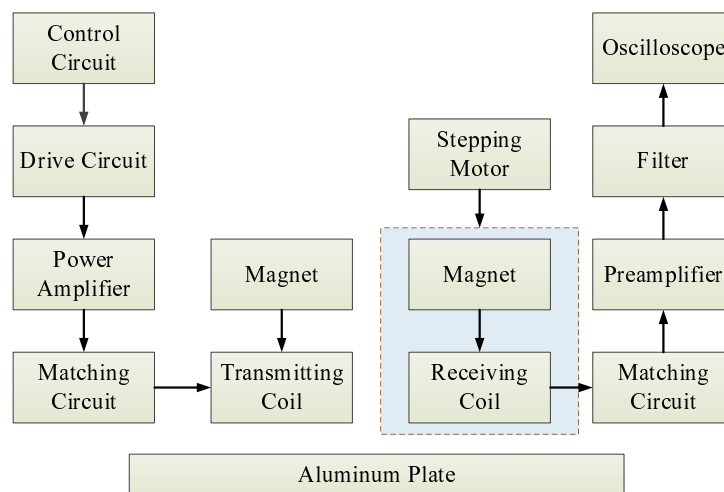 Control
Circuit
Drive Circuit
Power
Amplifier
Matching
Circuit
Magnet
Transmitting
Coil
Stepping
Motor
Magnet
Receiving
Coil
Oscilloscope
Filter
Preamplifier
Matching
Circuit
Aluminum Plate